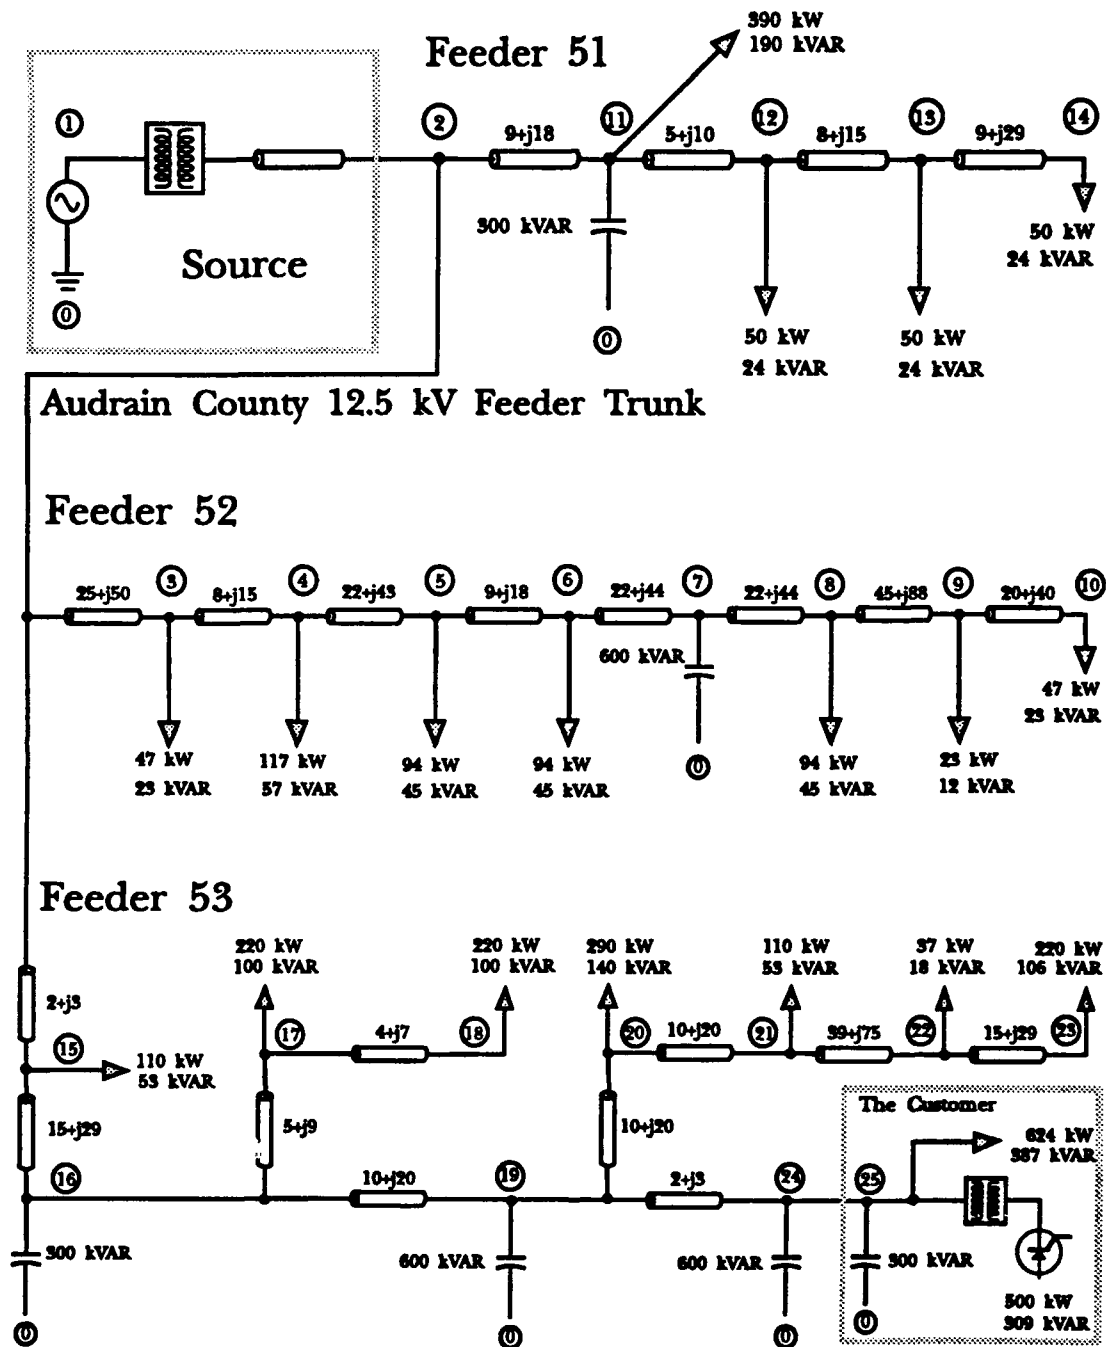 Feeder 51
390 kW
190 kVAR
1
2
9+j18
11
5+j10
12
8+j15
13
9+j29
14
300 kVAR
50 kW
24 kVAR
Source
0
0
50 kW
24 kVAR
50 kW
24 kVAR
Audrain County 12.5 kV Feeder Trunk
Feeder 52
25+j50
3
8+j15
4
22+j43
5
9+j18
6
22+j44
7
22+j44
8
45+j88
9
20+j40
10
600 kVAR
47 kW
23 kVAR
47 kW
23 kVAR
117 kW
57 kVAR
94 kW
45 kVAR
94 kW
45 kVAR
0
94 kW
45 kVAR
23 kW
12 kVAR
Feeder 53
220 kW
100 kVAR
220 kW
100 kVAR
290 kW
140 kVAR
110 kW
53 kVAR
37 kW
18 kVAR
220 kW
106 kVAR
2+j3
17
4+j7
18
20
10+j20
21
39+j75
22
15+j29
23
15
110 kW
53 kVAR
15+j29
5+j9
10+j20
The Customer
624 kW
387 kVAR
16
10+j20
19
2+j3
24
25
300 kVAR
600 kVAR
600 kVAR
300 kVAR
500 kW
309 kVAR
0
0
0
0